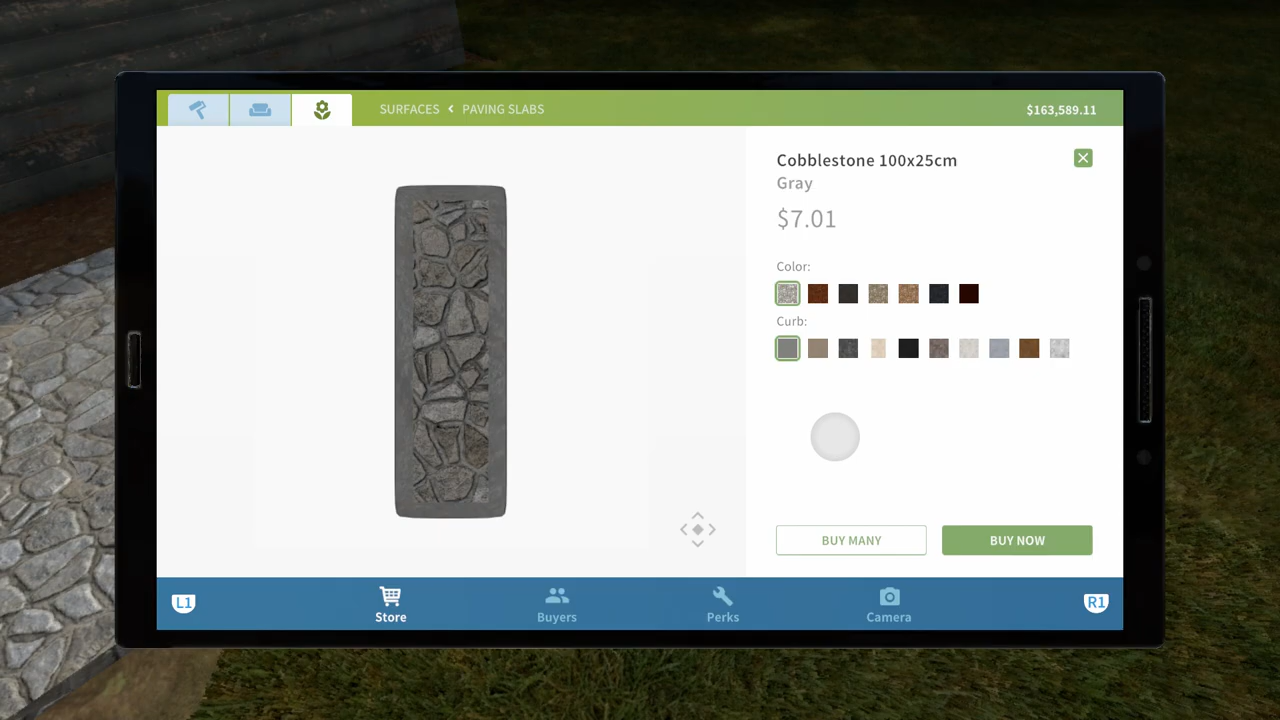 SURFACES < PAVING SLABS
$163,589.11
Cobblestone 100x25cm
Gray
$7.01
Color:
Curb:
BUY MANY
BUY NOW
L1
Store
Buyers
Perks
Camera
R1